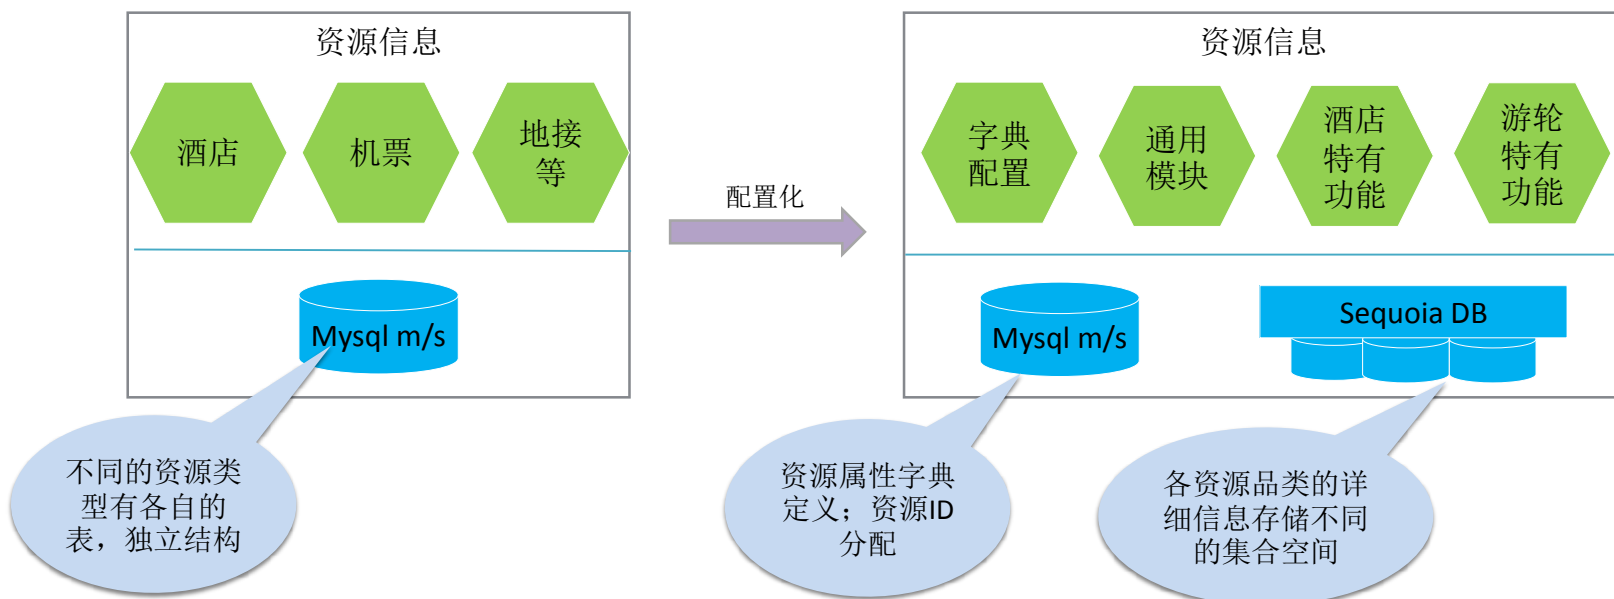 资源信息
酒店
机票
地接
等
Mysql m/s
不同的资源类
型有各自的
表，独立结构
配置化
资源信息
字典
配置
通用
模块
酒店
特有
功能
游轮
特有
功能
Mysql m/s
Sequoia DB
资源属性字典
定义；资源ID
分配
各资源品类的详
细信息存储不同
的集合空间